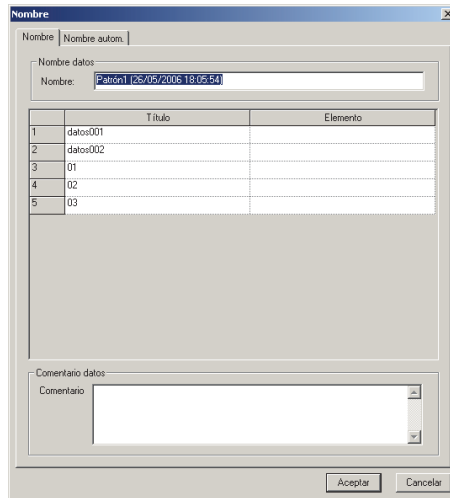 Nombre
Nombre Nombre autom.
Nombre datos
Nombre: Patrón1 (26/05/2006 18:05:54)
Título Elemento
1 datos001
2 datos002
3 01
4 02
5 03
Comentario datos
Comentario
Aceptar Cancelar